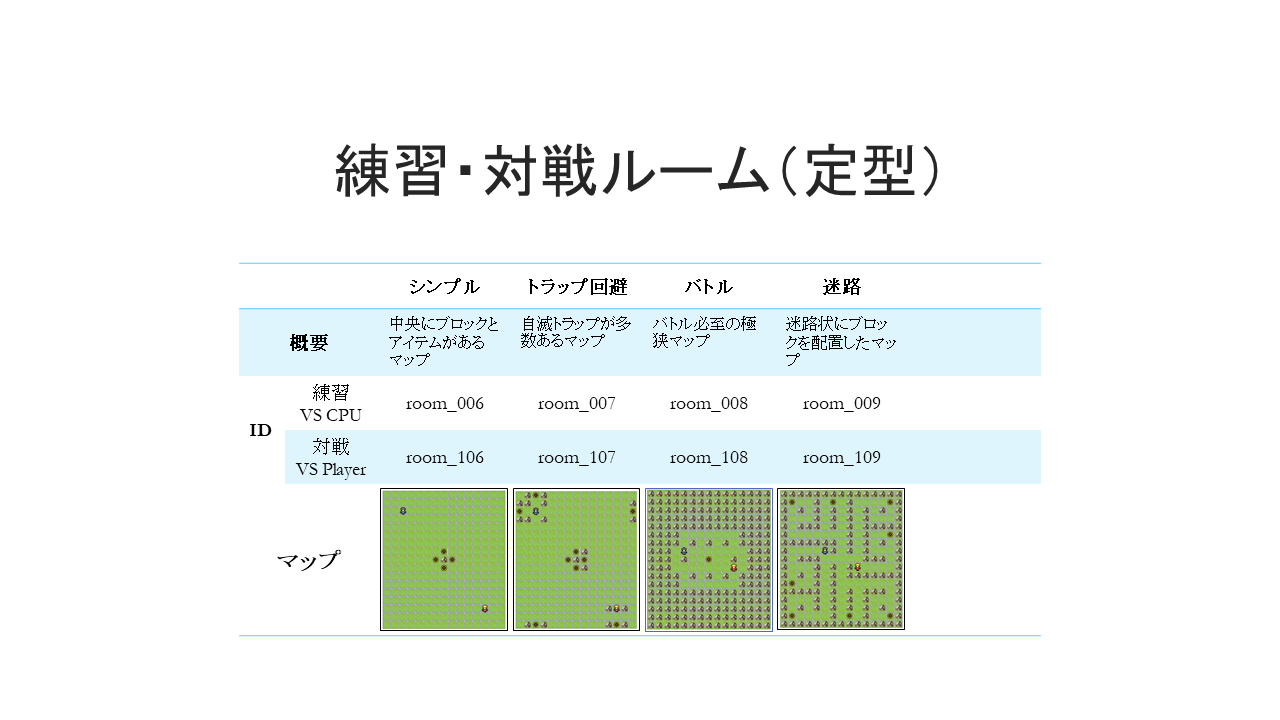 練習・対戦ルーム（定型）
シンプル トラップ回避 バトル 迷路
概要
中央にブロックと
アイテムがある
マップ
自滅トラップが多
数あるマップ
バトル必至の極
狭マップ
迷路状にブロッ
クを配置したマッ
プ
ID
練習
VS CPU
room_006 room_007 room_008 room_009
対戦
VS Player
room_106 room_107 room_108 room_109
マップ